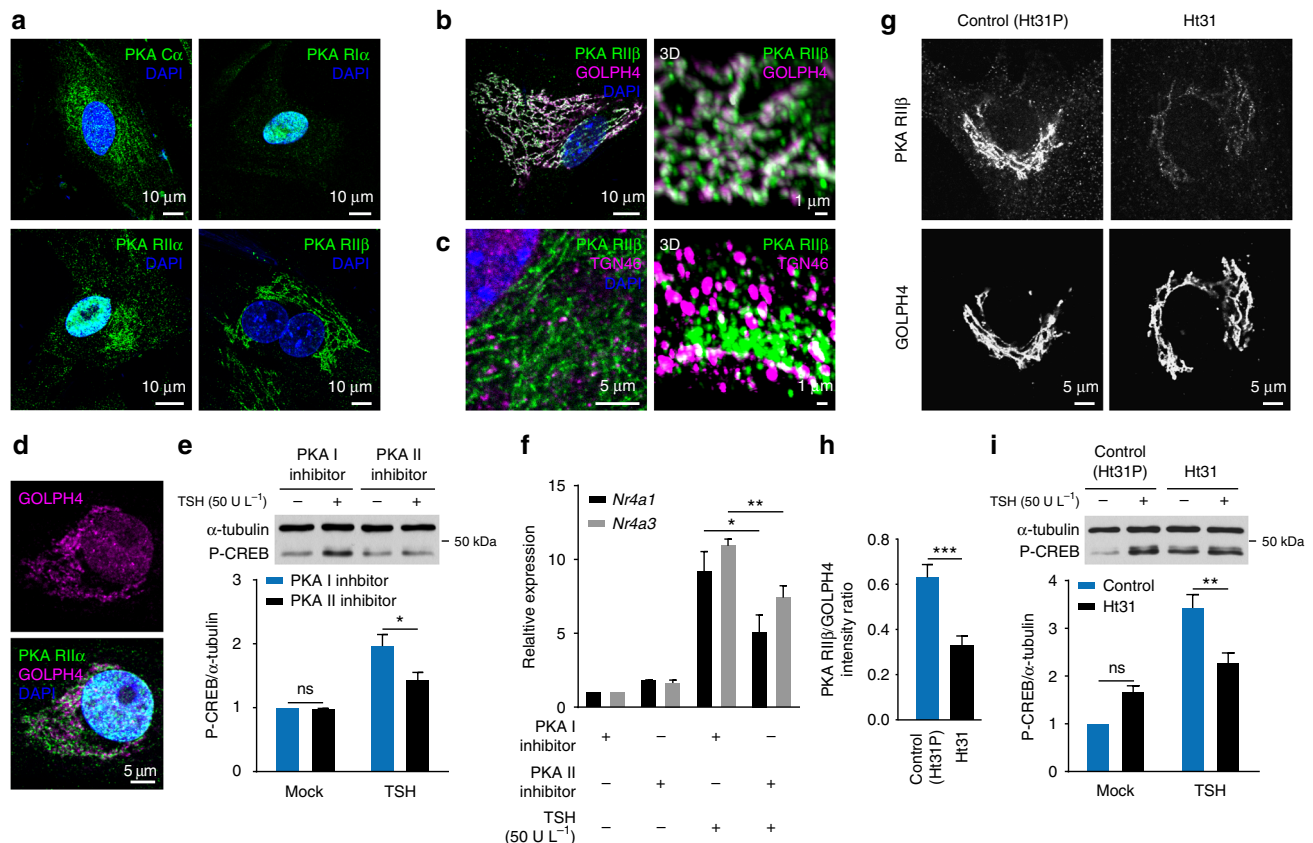 a
PKA Cα
DAPI
10 μm
PKA RIα
DAPI
10 μm
PKA RIIα
DAPI
10 μm
PKA RIIβ
DAPI
10 μm
b
PKA RIIβ
GOLPH4
DAPI
10 μm
3D
PKA RIIβ
GOLPH4
1 μm
c
PKA RIIβ
TGN46
DAPI
5 μm
3D
PKA RIIβ
TGN46
1 μm
g
Control (Ht31P)
Ht31
PKA RIIβ
GOLPH4
5 μm
5 μm
d
GOLPH4
PKA RIIα
GOLPH4
DAPI
5 μm
e
PKA I
inhibitor
PKA II
inhibitor
TSH (50 U L⁻¹) – + – +
α-tubulin
P-CREB
50 kDa
PKA I inhbitor
PKA II inhibitor
P-CREB/α-tubulin
3
2
1
0
ns
*
Mock
TSH
f
Nr4a1
Nr4a3
Relaltive expression
15
10
5
0
*
**
PKA I
inhibitor + – + –
PKA II
inhibitor – + – +
TSH
(50 U L⁻¹) – – + +
h
PKA RIIβ/GOLPH4
intensity ratio
0.8
0.6
0.4
0.2
0.0
***
Control
(Ht31P)
Ht31
i
Control
(Ht31P)
Ht31
TSH (50 U L⁻¹) – + – +
α-tubulin
P-CREB
50 kDa
Control
Ht31
P-CREB/α-tubulin
4
3
2
1
0
ns
**
Mock
TSH